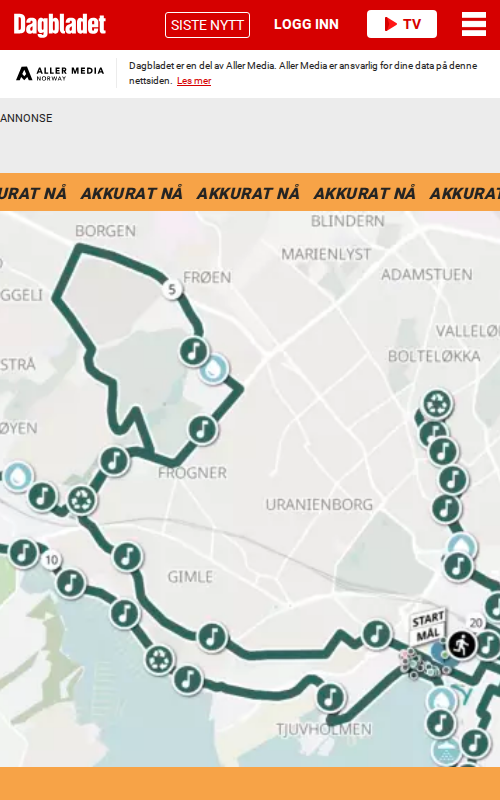 Dagbladet
SISTE NYTT
LOGG INN
TV
ALLER MEDIA
NORWAY
Dagbladet er en del av Aller Media. Aller Media er ansvarlig for dine data på denne
nettsiden. Les mer
ANNONSE
URAT NÅ AKKURAT NÅ AKKURAT NÅ AKKURAT NÅ AKKURAT
BORGEN
BLINDERN
MARIENLYST
FRØEN
ADAMSTUEN
GGELI
5
VALLELØ
BOLTELØKKA
STRÅ
ØYEN
FROGNER
URANIENBORG
10
GIMLE
START
MÅL
20
TJUVHOLMEN